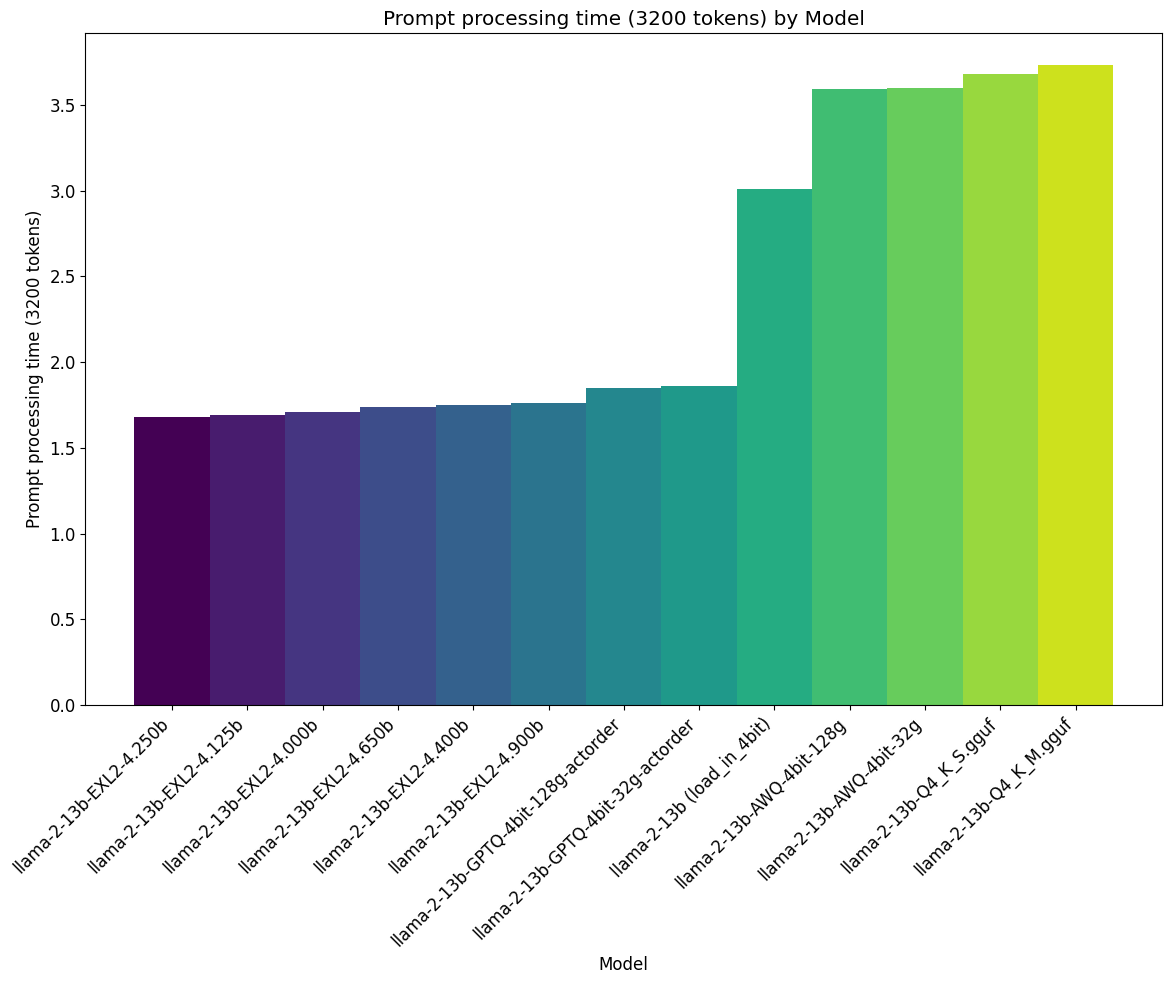 Prompt processing time (3200 tokens) by Model
Prompt processing time (3200 tokens)
3.5
3.0
2.5
2.0
1.5
1.0
0.5
0.0
llama-2-13b-EXL2-4.250b
llama-2-13b-EXL2-4.125b
llama-2-13b-EXL2-4.000b
llama-2-13b-EXL2-4.650b
llama-2-13b-EXL2-4.400b
llama-2-13b-EXL2-4.900b
llama-2-13b-GPTQ-4bit-128g-actorder
llama-2-13b-GPTQ-4bit-32g-actorder
llama-2-13b (load_in_4bit)
llama-2-13b-AWQ-4bit-128g
llama-2-13b-AWQ-4bit-32g
llama-2-13b-Q4_K_S.gguf
llama-2-13b-Q4_K_M.gguf
Model